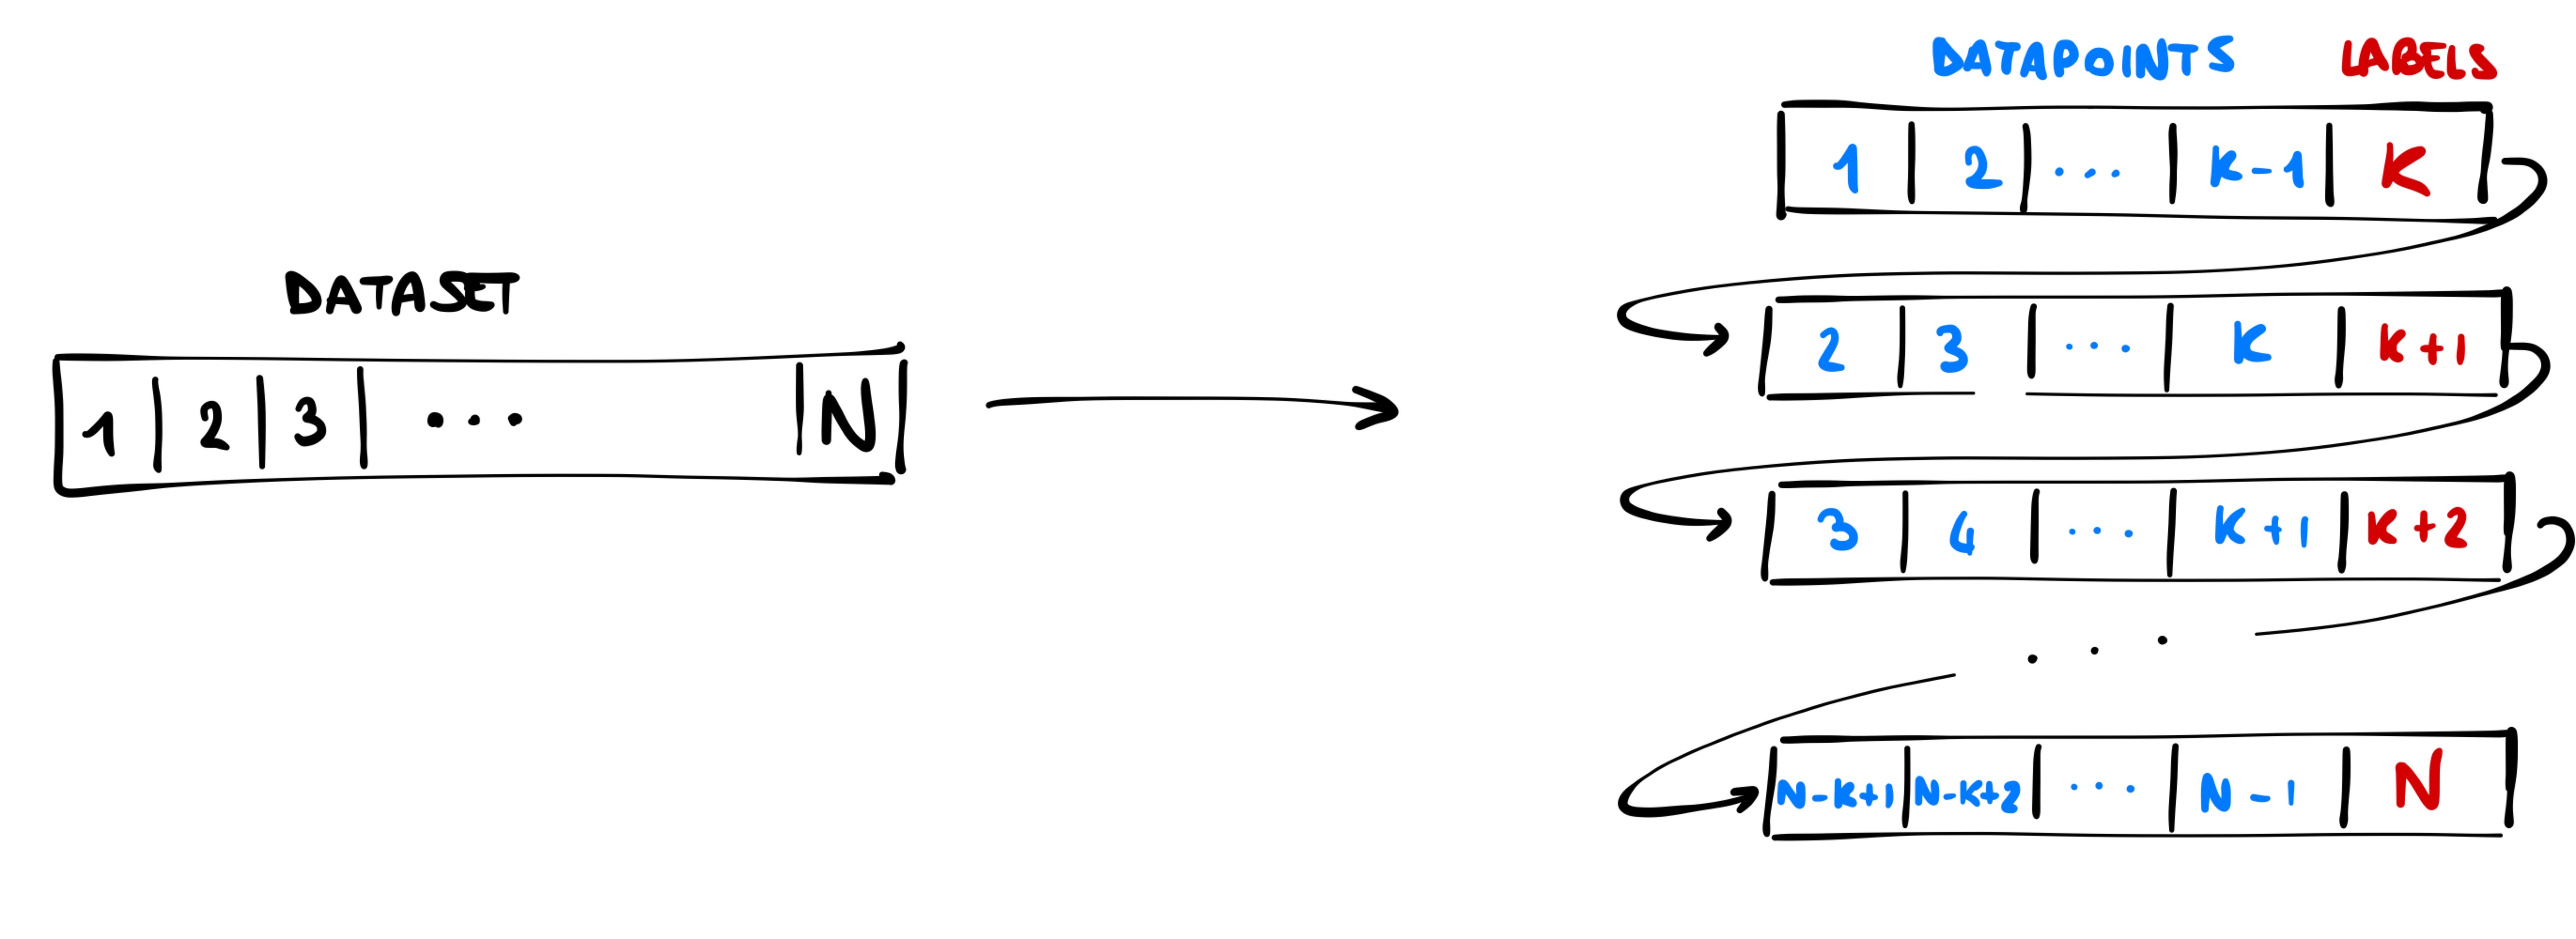 DATASET
1 2 3 ... N
DATAPOINTS LABELS
1 2 ... K-1 K
2 3 ... K K+1
3 4 ... K+1 K+2
...
N-K+1 N-K+2 ... N-1 N